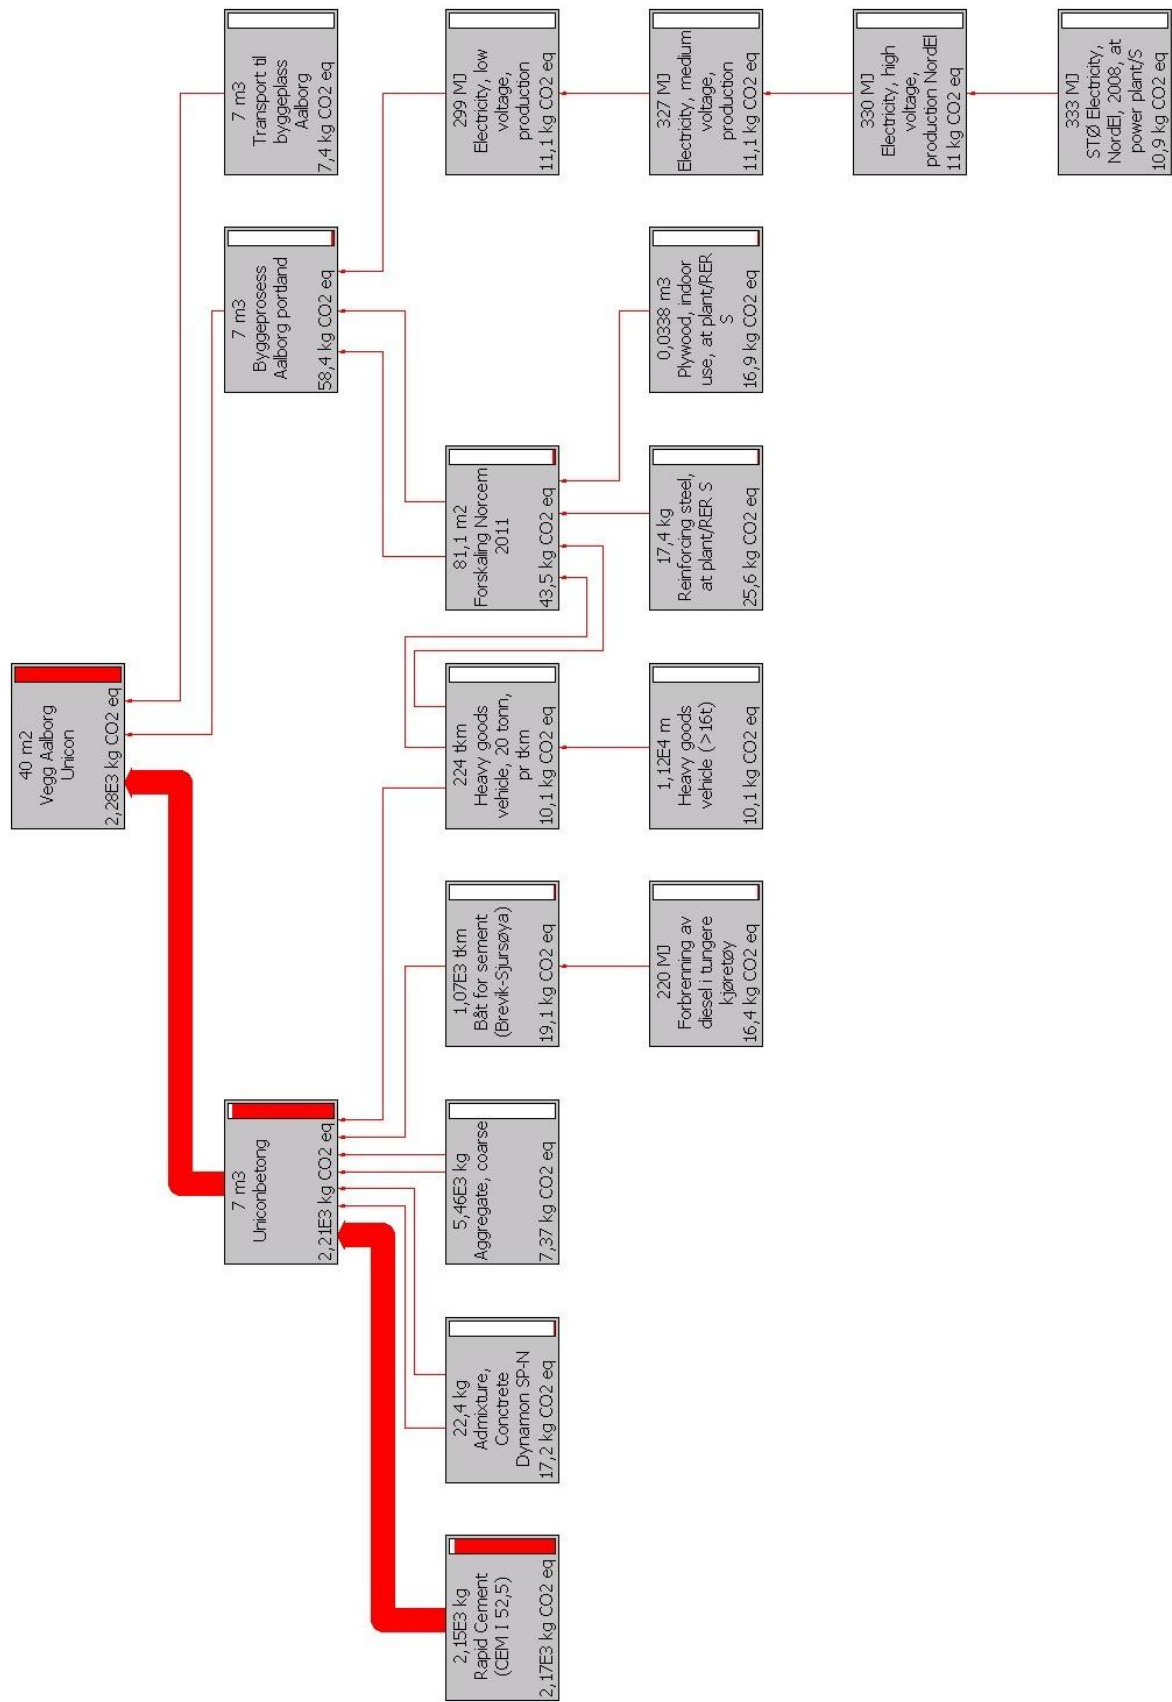 40 m2
Vegg Aalborg
Unicon
2,28E3 kg CO2 eq
7 m3
Uniconbetong
2,21E3 kg CO2 eq
7 m3
Byggeprosess
Aalborg portland
58,4 kg CO2 eq
7 m3
Transport til
byggeplass
Aalborg
7,4 kg CO2 eq
2,15E3 kg
Rapid Cement
(CEM I 52,5)
2,17E3 kg CO2 eq
22,4 kg
Admixture,
Conctrete
Dynamon SP-N
17,2 kg CO2 eq
5,46E3 kg
Aggregate, coarse
7,37 kg CO2 eq
1,07E3 tkm
Båt for sement
(Brevik-Sjursøya)
19,1 kg CO2 eq
224 tkm
Heavy goods
vehicle, 20 tonn,
pr tkm
10,1 kg CO2 eq
81,1 m2
Forskaling Norcem
2011
43,5 kg CO2 eq
299 MJ
Electricity, low
voltage,
production
11,1 kg CO2 eq
220 MJ
Forbrenning av
diesel i tungere
kjøretøy
16,4 kg CO2 eq
1,12E4 m
Heavy goods
vehicle (>16t)
10,1 kg CO2 eq
17,4 kg
Reinforcing steel,
at plant/RER S
25,6 kg CO2 eq
0,0338 m3
Plywood, indoor
use, at plant/RER
S
16,9 kg CO2 eq
327 MJ
Electricity, medium
voltage,
production
11,1 kg CO2 eq
330 MJ
Electricity, high
voltage,
production NordEl
11 kg CO2 eq
333 MJ
STØ Electricity,
NordEl, 2008, at
power plant/S
10,9 kg CO2 eq